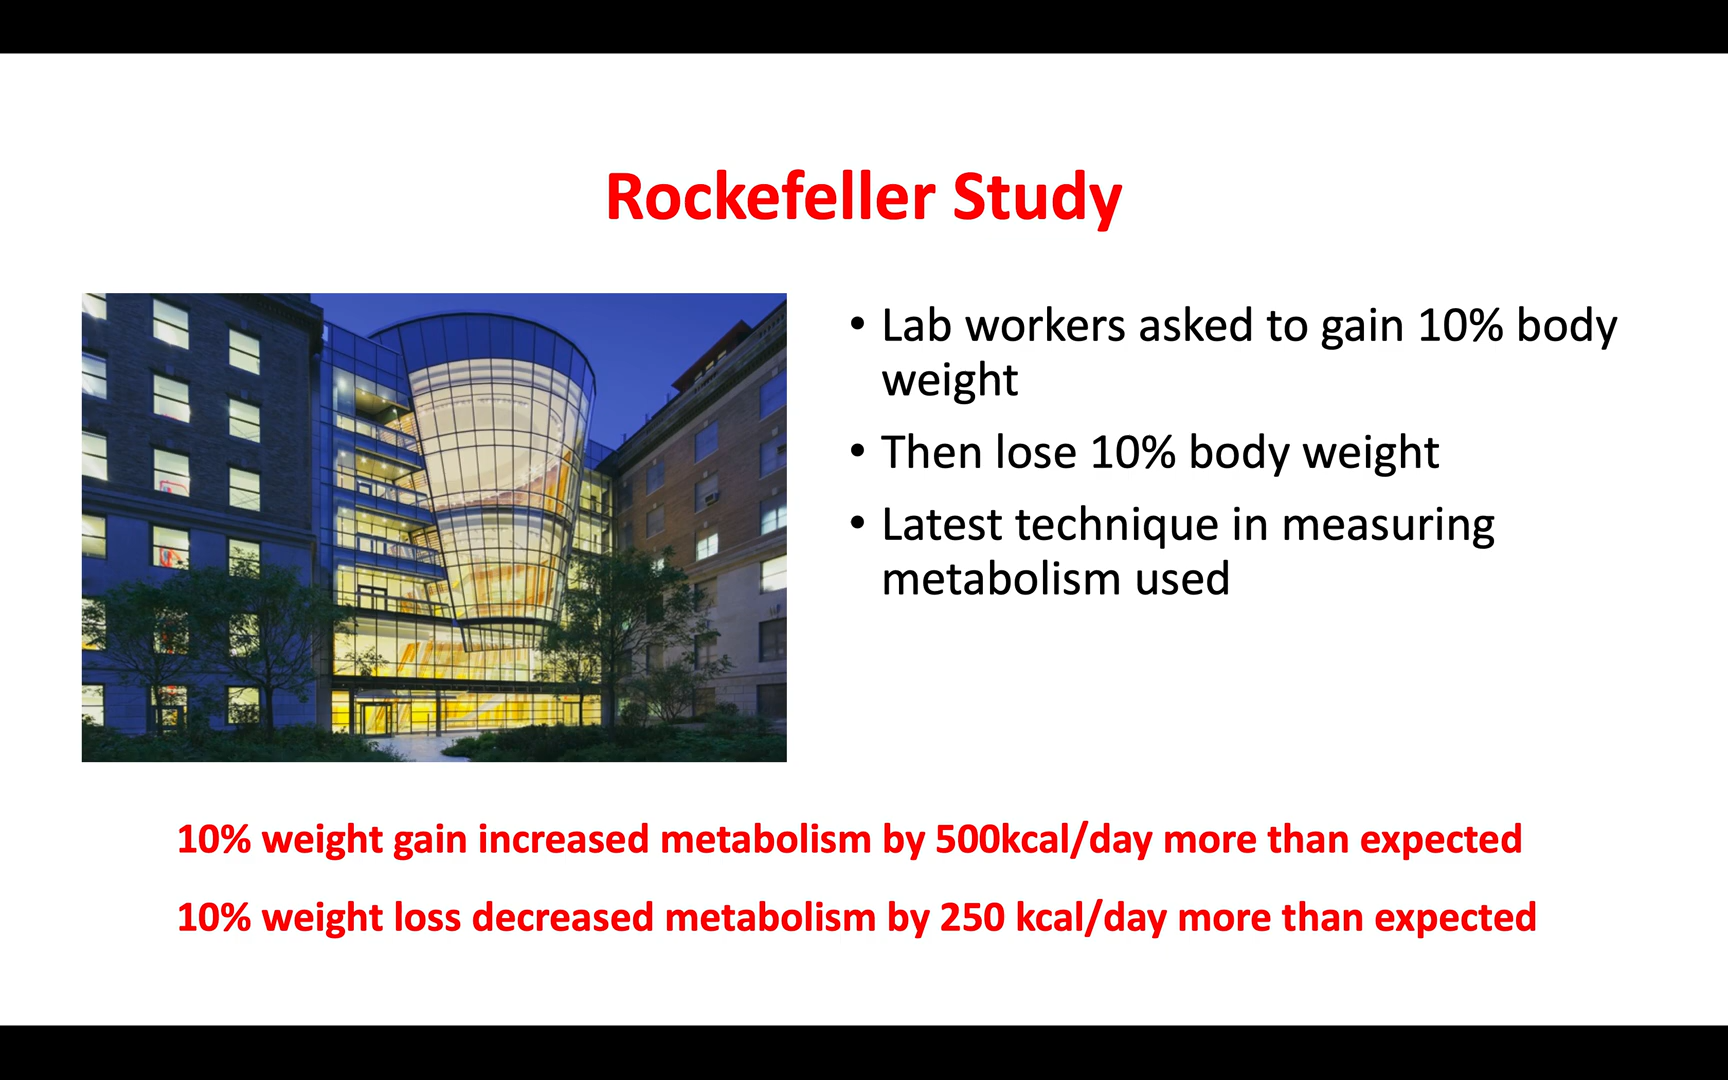 Rockefeller Study
• Lab workers asked to gain 10% body
weight
• Then lose 10% body weight
• Latest technique in measuring
metabolism used
10% weight gain increased metabolism by 500kcal/day more than expected
10% weight loss decreased metabolism by 250 kcal/day more than expected